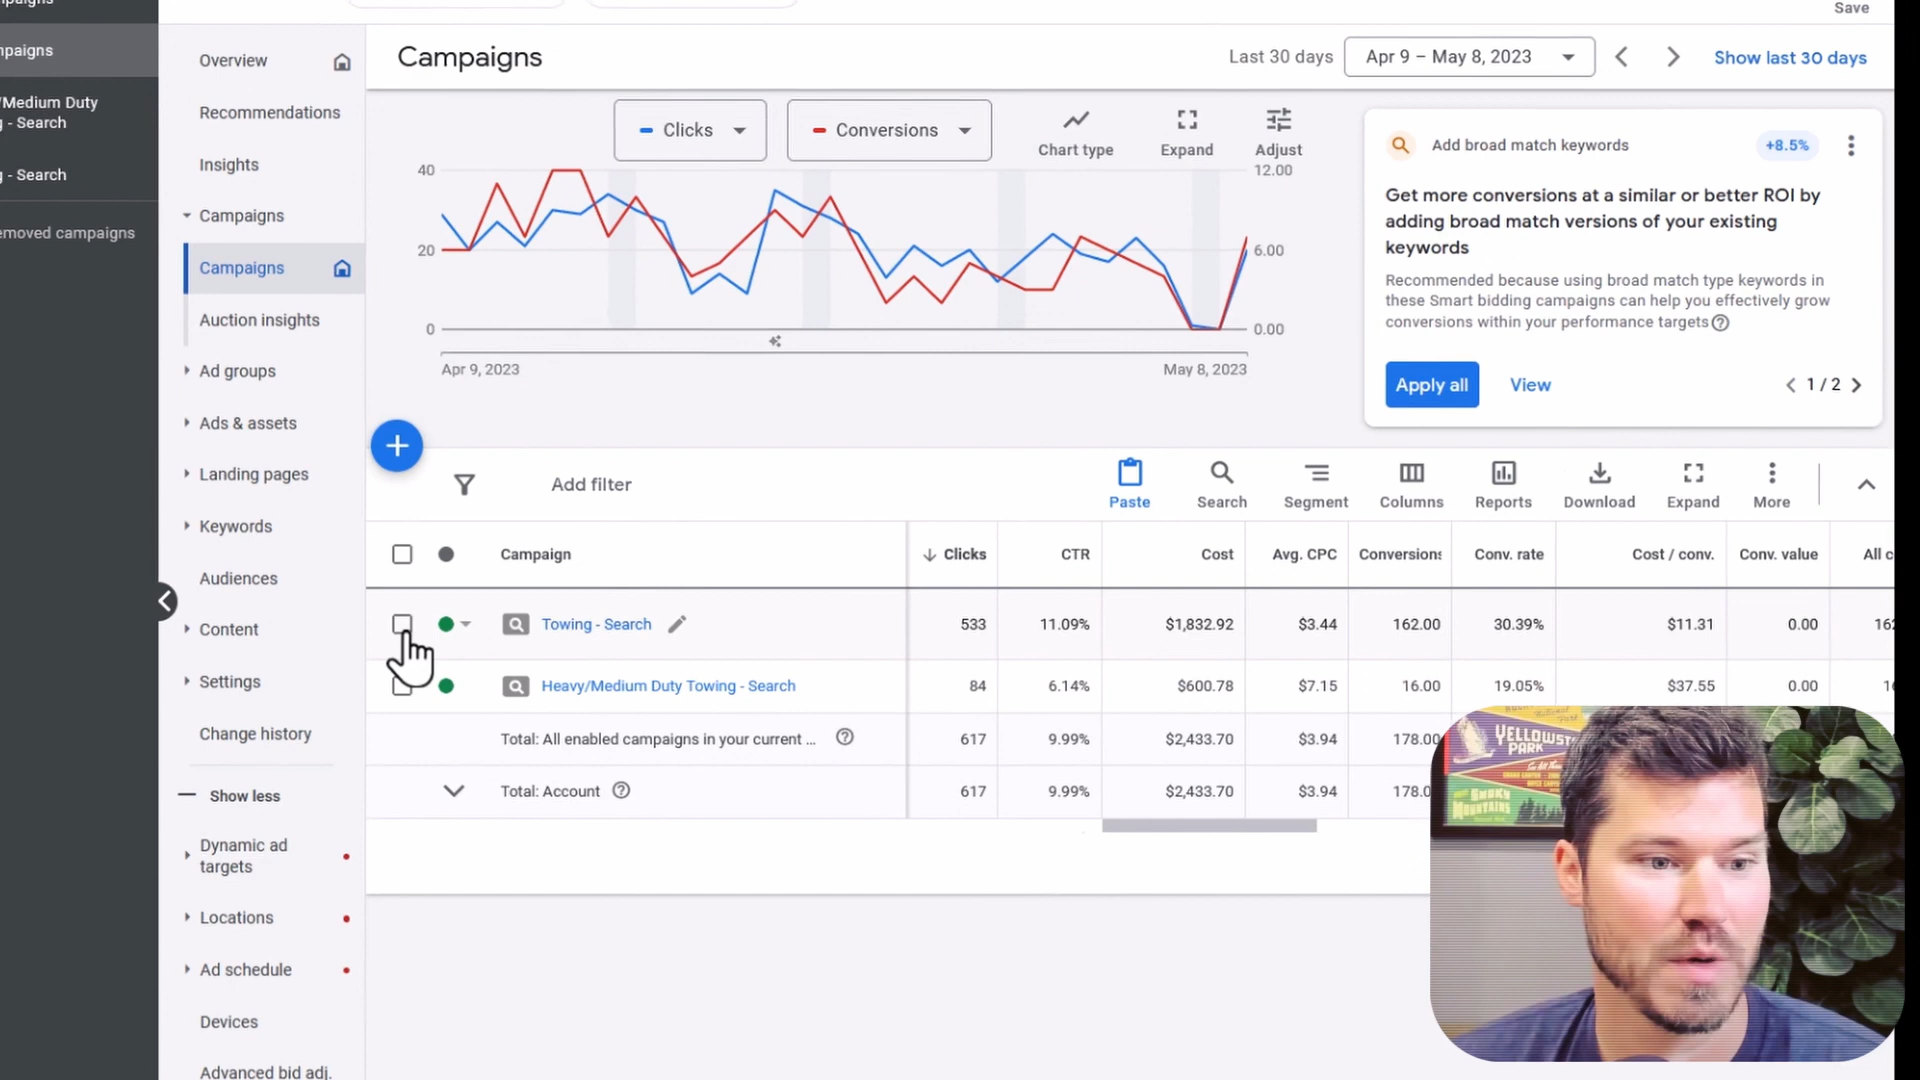 Save
mpaigns
/Medium Duty
g - Search
g - Search
emoved campaigns
Overview
Recommendations
Insights
Campaigns
Campaigns
Auction insights
Ad groups
Ads & assets
Landing pages
Keywords
Audiences
Content
Settings
Change history
Show less
Dynamic ad
targets
Locations
Ad schedule
Devices
Advanced bid adj.
Campaigns
Last 30 days
Apr 9 – May 8, 2023
Show last 30 days
Clicks
Conversions
Chart type
Expand
Adjust
40
12.00
20
6.00
0
0.00
Apr 9, 2023
May 8, 2023
Add broad match keywords
+8.5%
Get more conversions at a similar or better ROI by
adding broad match versions of your existing
keywords
Recommended because using broad match type keywords in
these Smart bidding campaigns can help you effectively grow
conversions within your performance targets
Apply all
View
1 / 2
Add filter
Paste
Search
Segment
Columns
Reports
Download
Expand
More
Campaign Clicks CTR Cost Avg. CPC Conversions Conv. rate Cost / conv. Conv. value All c
Towing - Search 533 11.09% $1,832.92 $3.44 162.00 30.39% $11.31 0.00 162
Heavy/Medium Duty Towing - Search 84 6.14% $600.78 $7.15 16.00 19.05% $37.55 0.00 16
Total: All enabled campaigns in your current ... 617 9.99% $2,433.70 $3.94 178.00
Total: Account 617 9.99% $2,433.70 $3.94 178.0
YELLOWST
PARK
SMOKY
MOUNTAINS